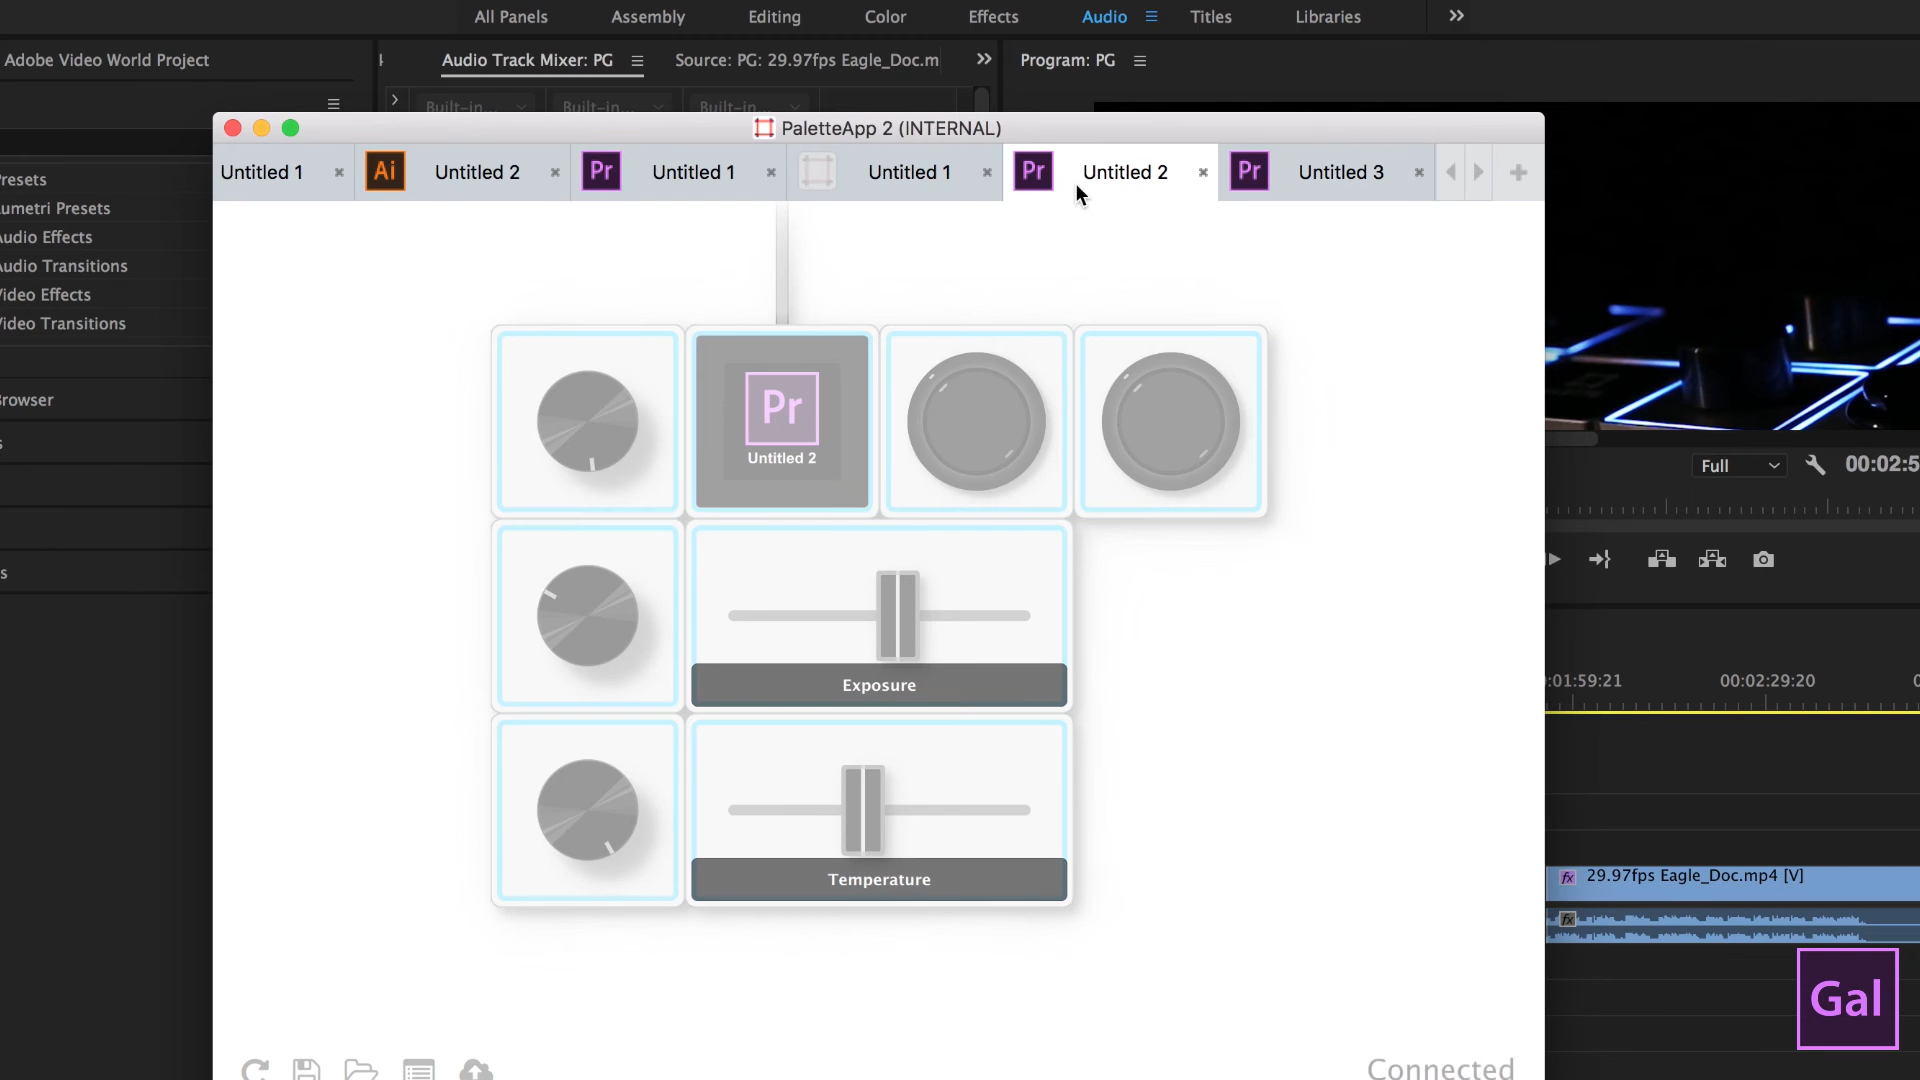 All Panels Assembly Editing Color Effects Audio Titles Libraries
Adobe Video World Project
Audio Track Mixer: PG
Source: PG: 29.97fps Eagle_Doc.m
Program: PG
Built-in... Built-in... Built-in...
PaletteApp 2 (INTERNAL)
Untitled 1
Ai Untitled 2
Pr Untitled 1
Untitled 1
Pr Untitled 2
Pr Untitled 3
resets
umetri Presets
udio Effects
udio Transitions
ideo Effects
ideo Transitions
rowser
s
s
Pr
Untitled 2
Exposure
Temperature
Full
00:02:5
:01:59:21 00:02:29:20
fx 29.97fps Eagle_Doc.mp4 [V]
fx
Gal
Connected